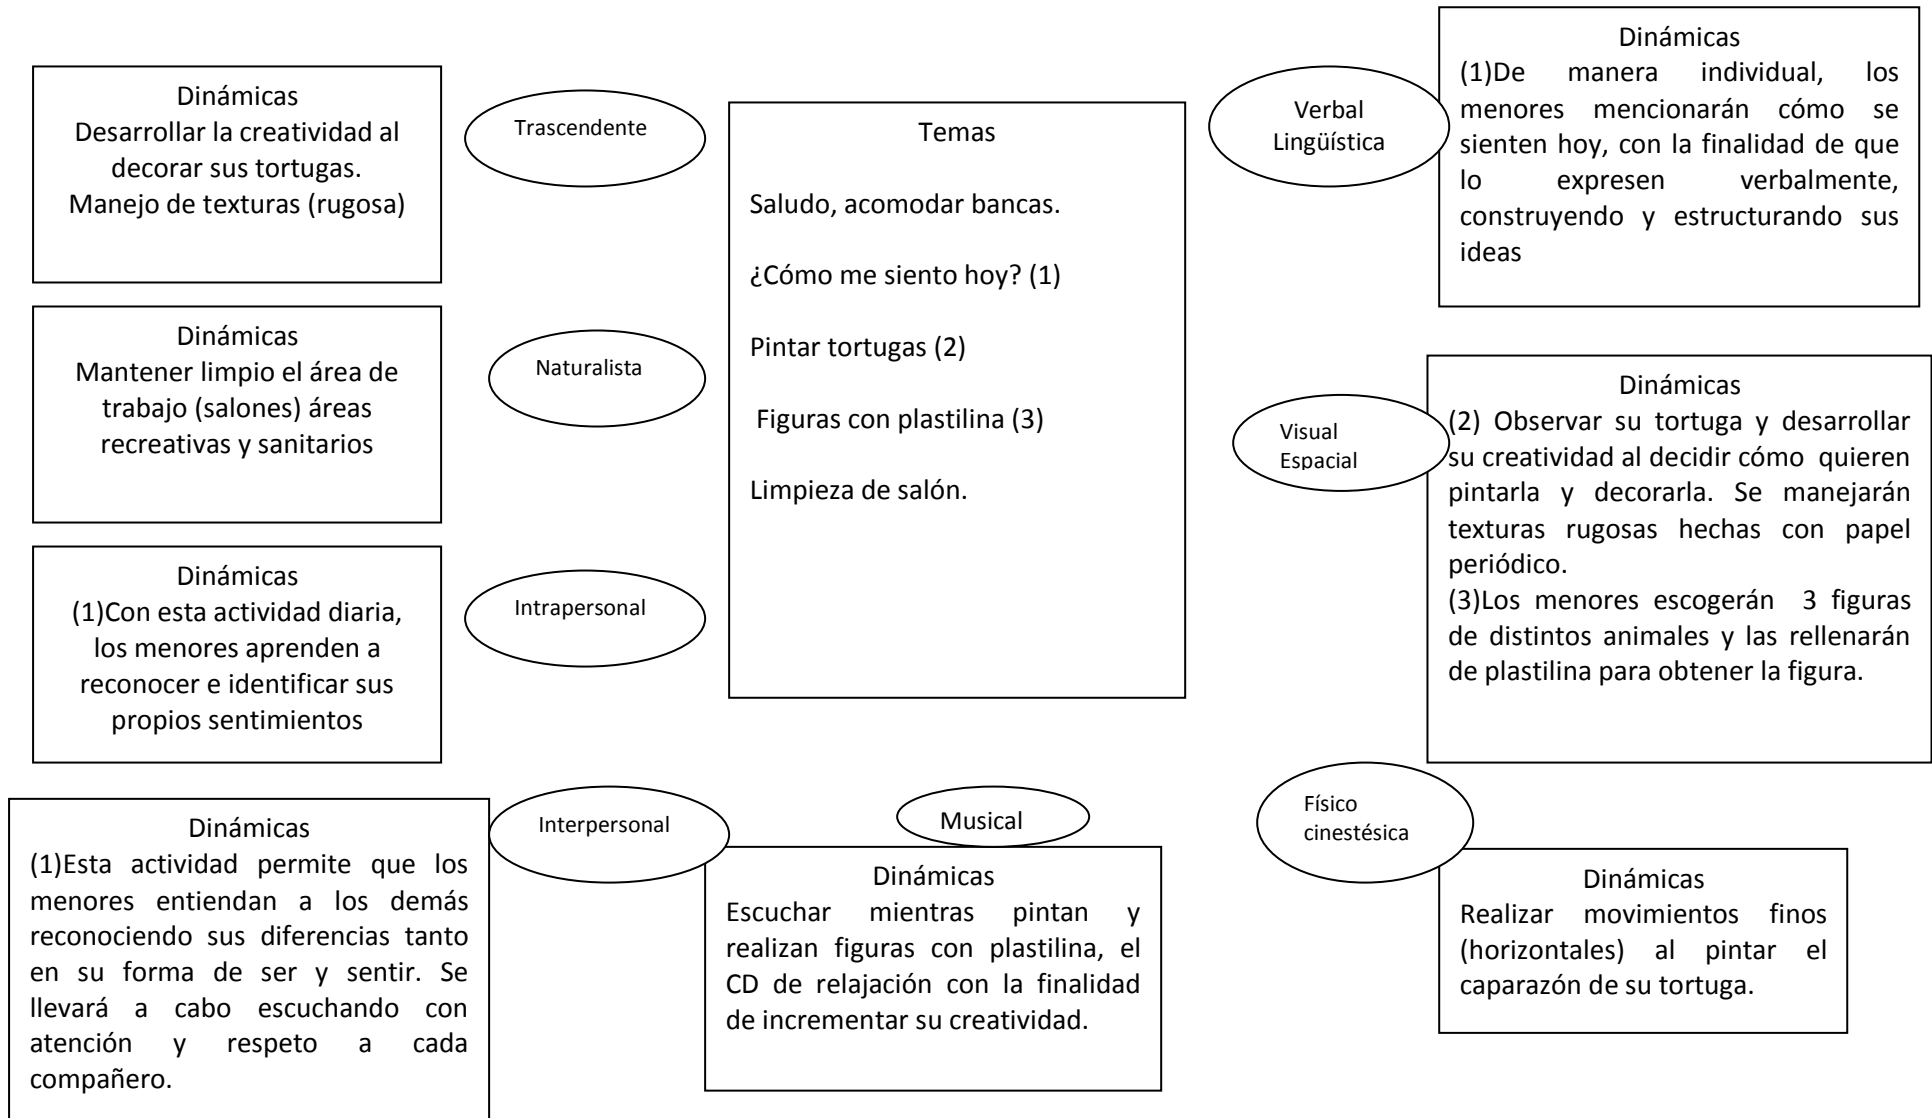 Dinámicas
Desarrollar la creatividad al
decorar sus tortugas.
Manejo de texturas (rugosa)
Trascendente
Dinámicas
Mantener limpio el área de
trabajo (salones) áreas
recreativas y sanitarios
Naturalista
Dinámicas
(1)Con esta actividad diaria,
los menores aprenden a
reconocer e identificar sus
propios sentimientos
Intrapersonal
Dinámicas
(1)Esta actividad permite que los
menores entiendan a los demás
reconociendo sus diferencias tanto
en su forma de ser y sentir. Se
llevará a cabo escuchando con
atención y respeto a cada
compañero.
Interpersonal
Temas
Saludo, acomodar bancas.
¿Cómo me siento hoy? (1)
Pintar tortugas (2)
Figuras con plastilina (3)
Limpieza de salón.
Musical
Dinámicas
Escuchar mientras pintan y
realizan figuras con plastilina, el
CD de relajación con la finalidad
de incrementar su creatividad.
Verbal
Lingüística
Dinámicas
(1)De manera individual, los
menores mencionarán cómo se
sienten hoy, con la finalidad de que
lo expresen verbalmente,
construyendo y estructurando sus
ideas
Visual
Espacial
Dinámicas
(2) Observar su tortuga y desarrollar
su creatividad al decidir cómo quieren
pintarla y decorarla. Se manejarán
texturas rugosas hechas con papel
periódico.
(3)Los menores escogerán 3 figuras
de distintos animales y las rellenarán
de plastilina para obtener la figura.
Físico
cinestésica
Dinámicas
Realizar movimientos finos
(horizontales) al pintar el
caparazón de su tortuga.